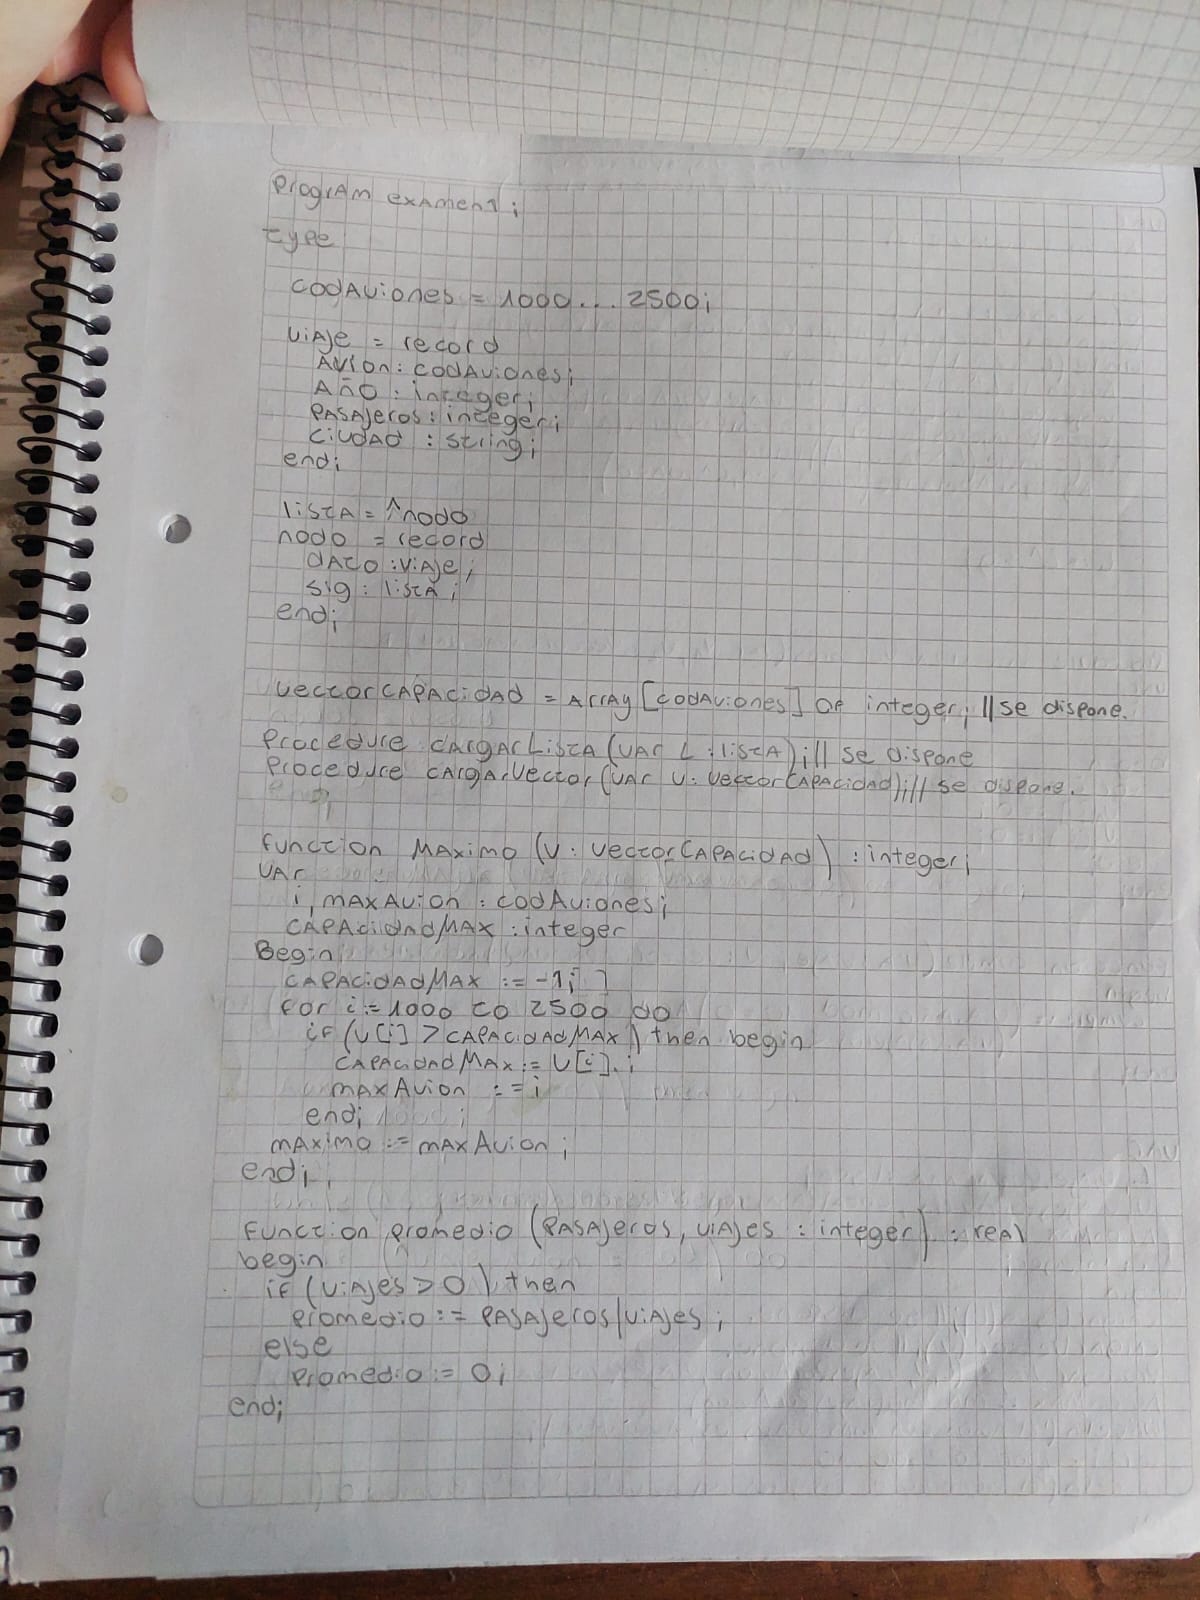 Program examen1;
type
codAviones = 1000...2500;
viaje = record
Avion: codAviones;
Año: integer;
Pasajeros: integer;
ciudad : string;
end;
lista = ^nodo
nodo = record
dato : viaje;
sig : lista;
end;
vectorCapacidad = Array [codAviones] of integer; // se dispone.
Procedure cargarLista (var L : lista); // se dispone
Procedure cargarVector (var v: vectorCapacidad); // se dispone.
function Maximo (v: vectorCapacidad) : integer;
var
i, maxAvion : codAviones;
capacidadMax : integer
Begin
capacidadMax := -1;
for i := 1000 to 2500 do
if (v[i] > capacidadMax) then begin
capacidadMax := v[i];
maxAvion := i
end;
maximo := maxAvion;
end;
function promedio (pasajeros, viajes : integer) : real
begin
if (viajes > 0) then
promedio := pasajeros/viajes;
else
promedio := 0;
end;